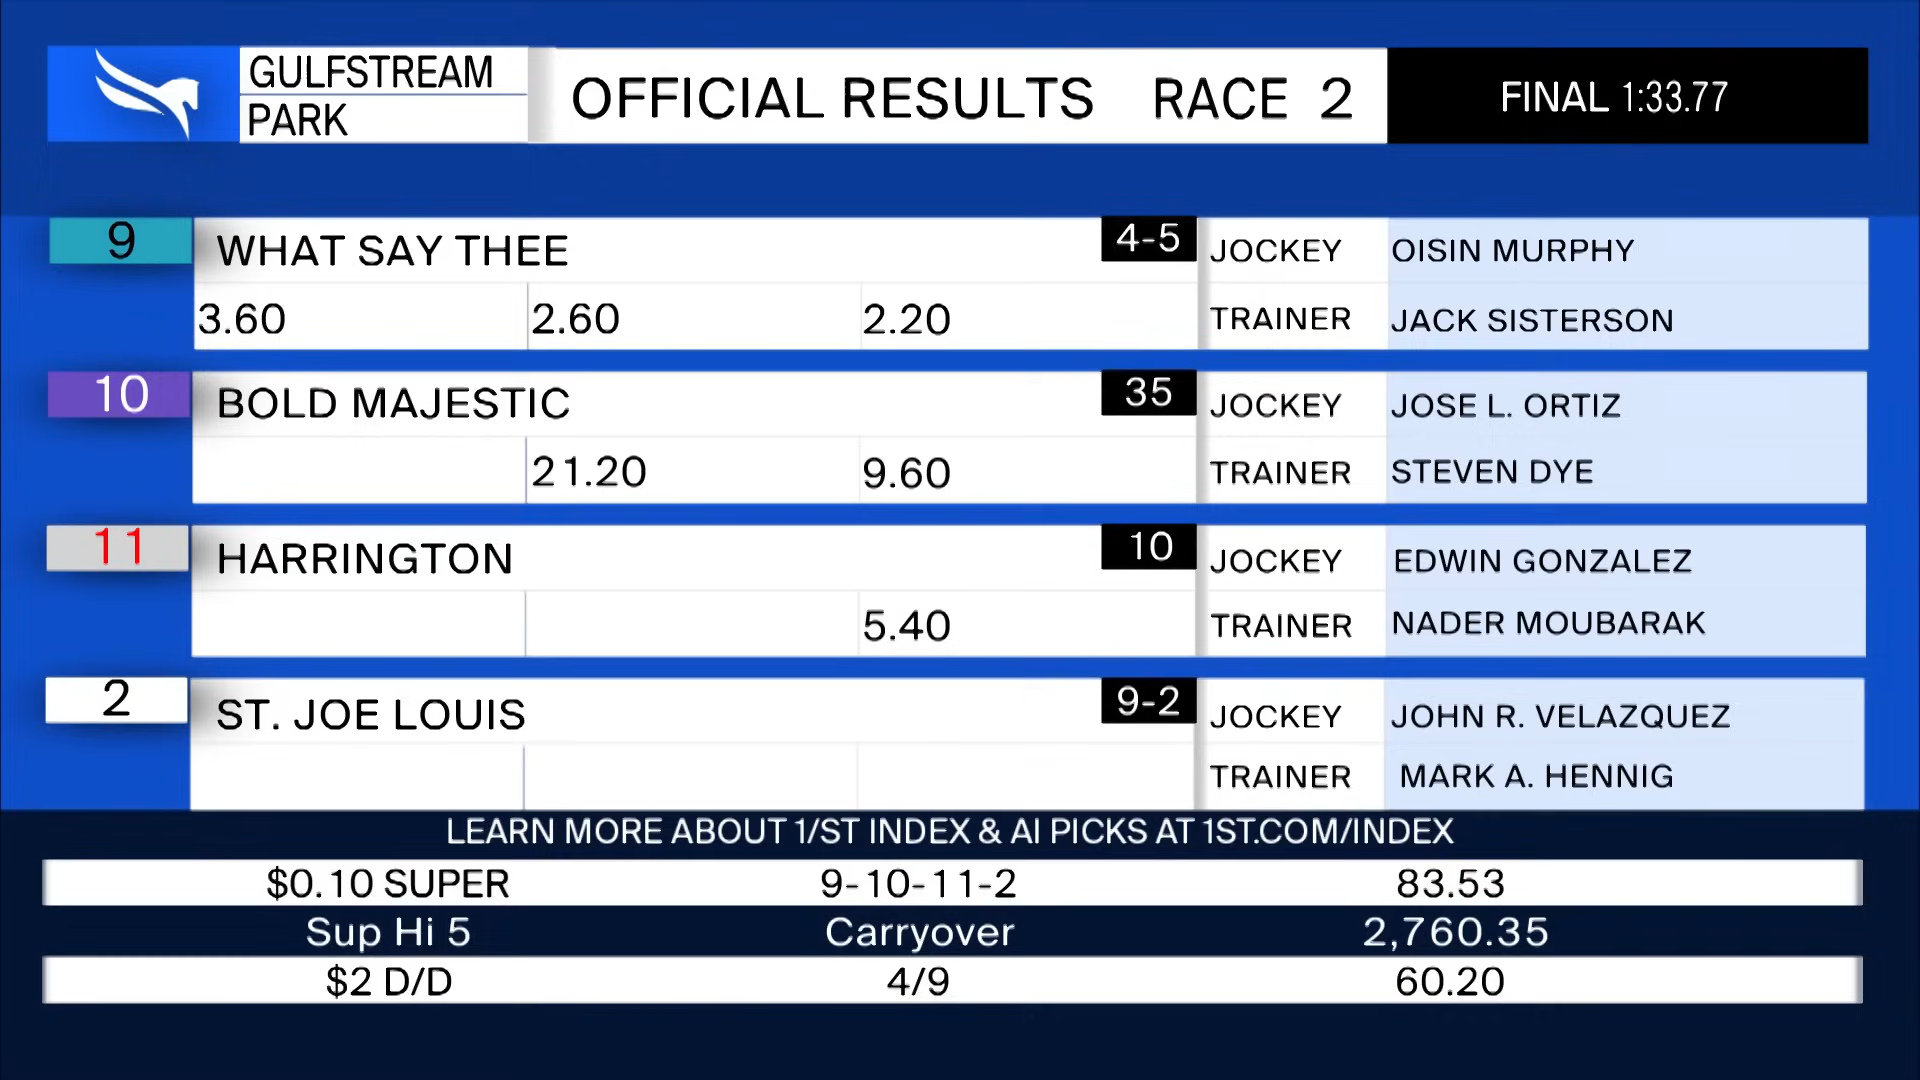 GULFSTREAM
PARK
OFFICIAL RESULTS RACE 2
FINAL 1:33.77
9 WHAT SAY THEE 4-5 JOCKEY OISIN MURPHY
3.60 2.60 2.20 TRAINER JACK SISTERSON
10 BOLD MAJESTIC 35 JOCKEY JOSE L. ORTIZ
21.20 9.60 TRAINER STEVEN DYE
11 HARRINGTON 10 JOCKEY EDWIN GONZALEZ
5.40 TRAINER NADER MOUBARAK
2 ST. JOE LOUIS 9-2 JOCKEY JOHN R. VELAZQUEZ
TRAINER MARK A. HENNIG
LEARN MORE ABOUT 1/ST INDEX & AI PICKS AT 1ST.COM/INDEX
$0.10 SUPER 9-10-11-2 83.53
Sup Hi 5 Carryover 2,760.35
$2 D/D 4/9 60.20